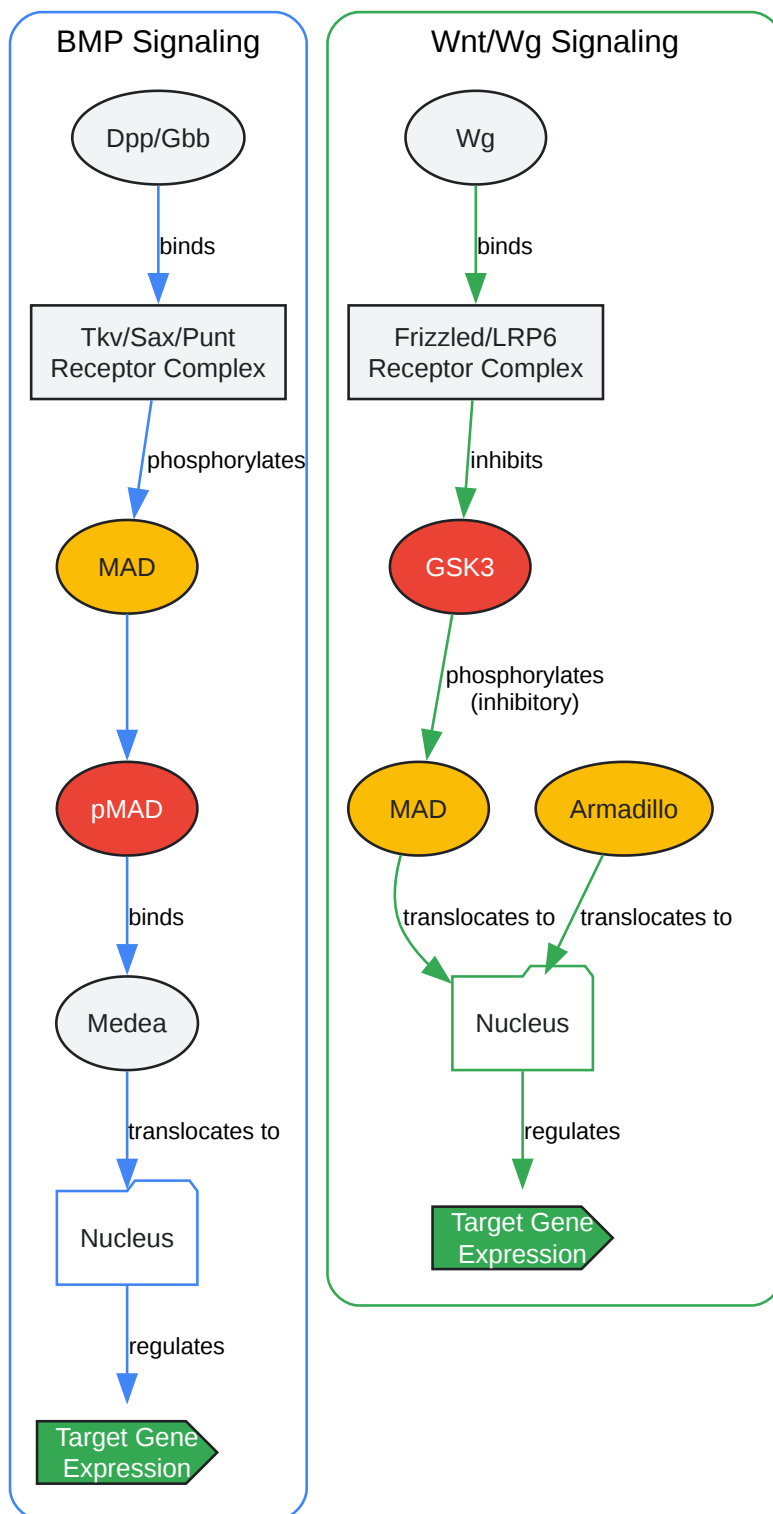 BMP Signaling
Dpp/Gbb
binds
Tkv/Sax/Punt
Receptor Complex
phosphorylates
MAD
pMAD
binds
Medea
translocates to
Nucleus
regulates
Target Gene
Expression
Wnt/Wg Signaling
Wg
binds
Frizzled/LRP6
Receptor Complex
inhibits
GSK3
phosphorylates
(inhibitory)
MAD
Armadillo
translocates to
translocates to
Nucleus
regulates
Target Gene
Expression